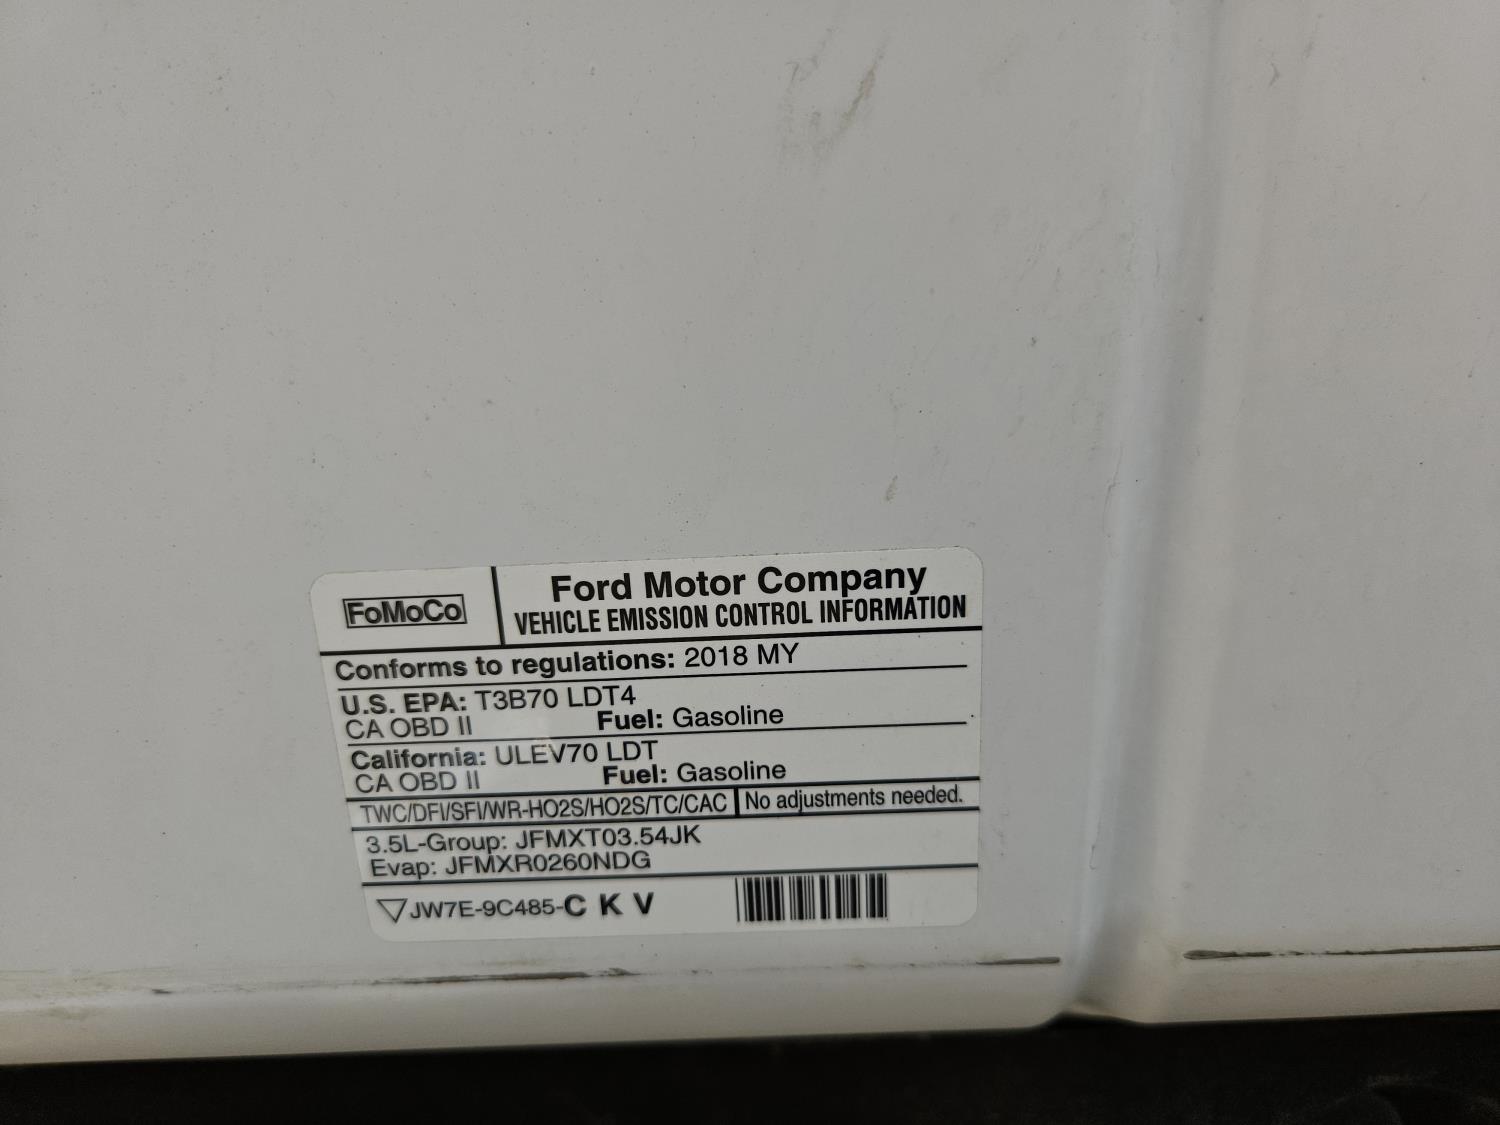 FoMoCo
Ford Motor Company
VEHICLE EMISSION CONTROL INFORMATION
Conforms to regulations: 2018 MY
U.S. EPA: T3B70 LDT4
CA OBD II Fuel: Gasoline
California: ULEV70 LDT
CA OBD II Fuel: Gasoline
TWC/DFI/SFI/WR-HO2S/HO2S/TC/CAC No adjustments needed.
3.5L-Group: JFMXT03.54JK
Evap: JFMXR0260NDG
JW7E-9C485-C K V